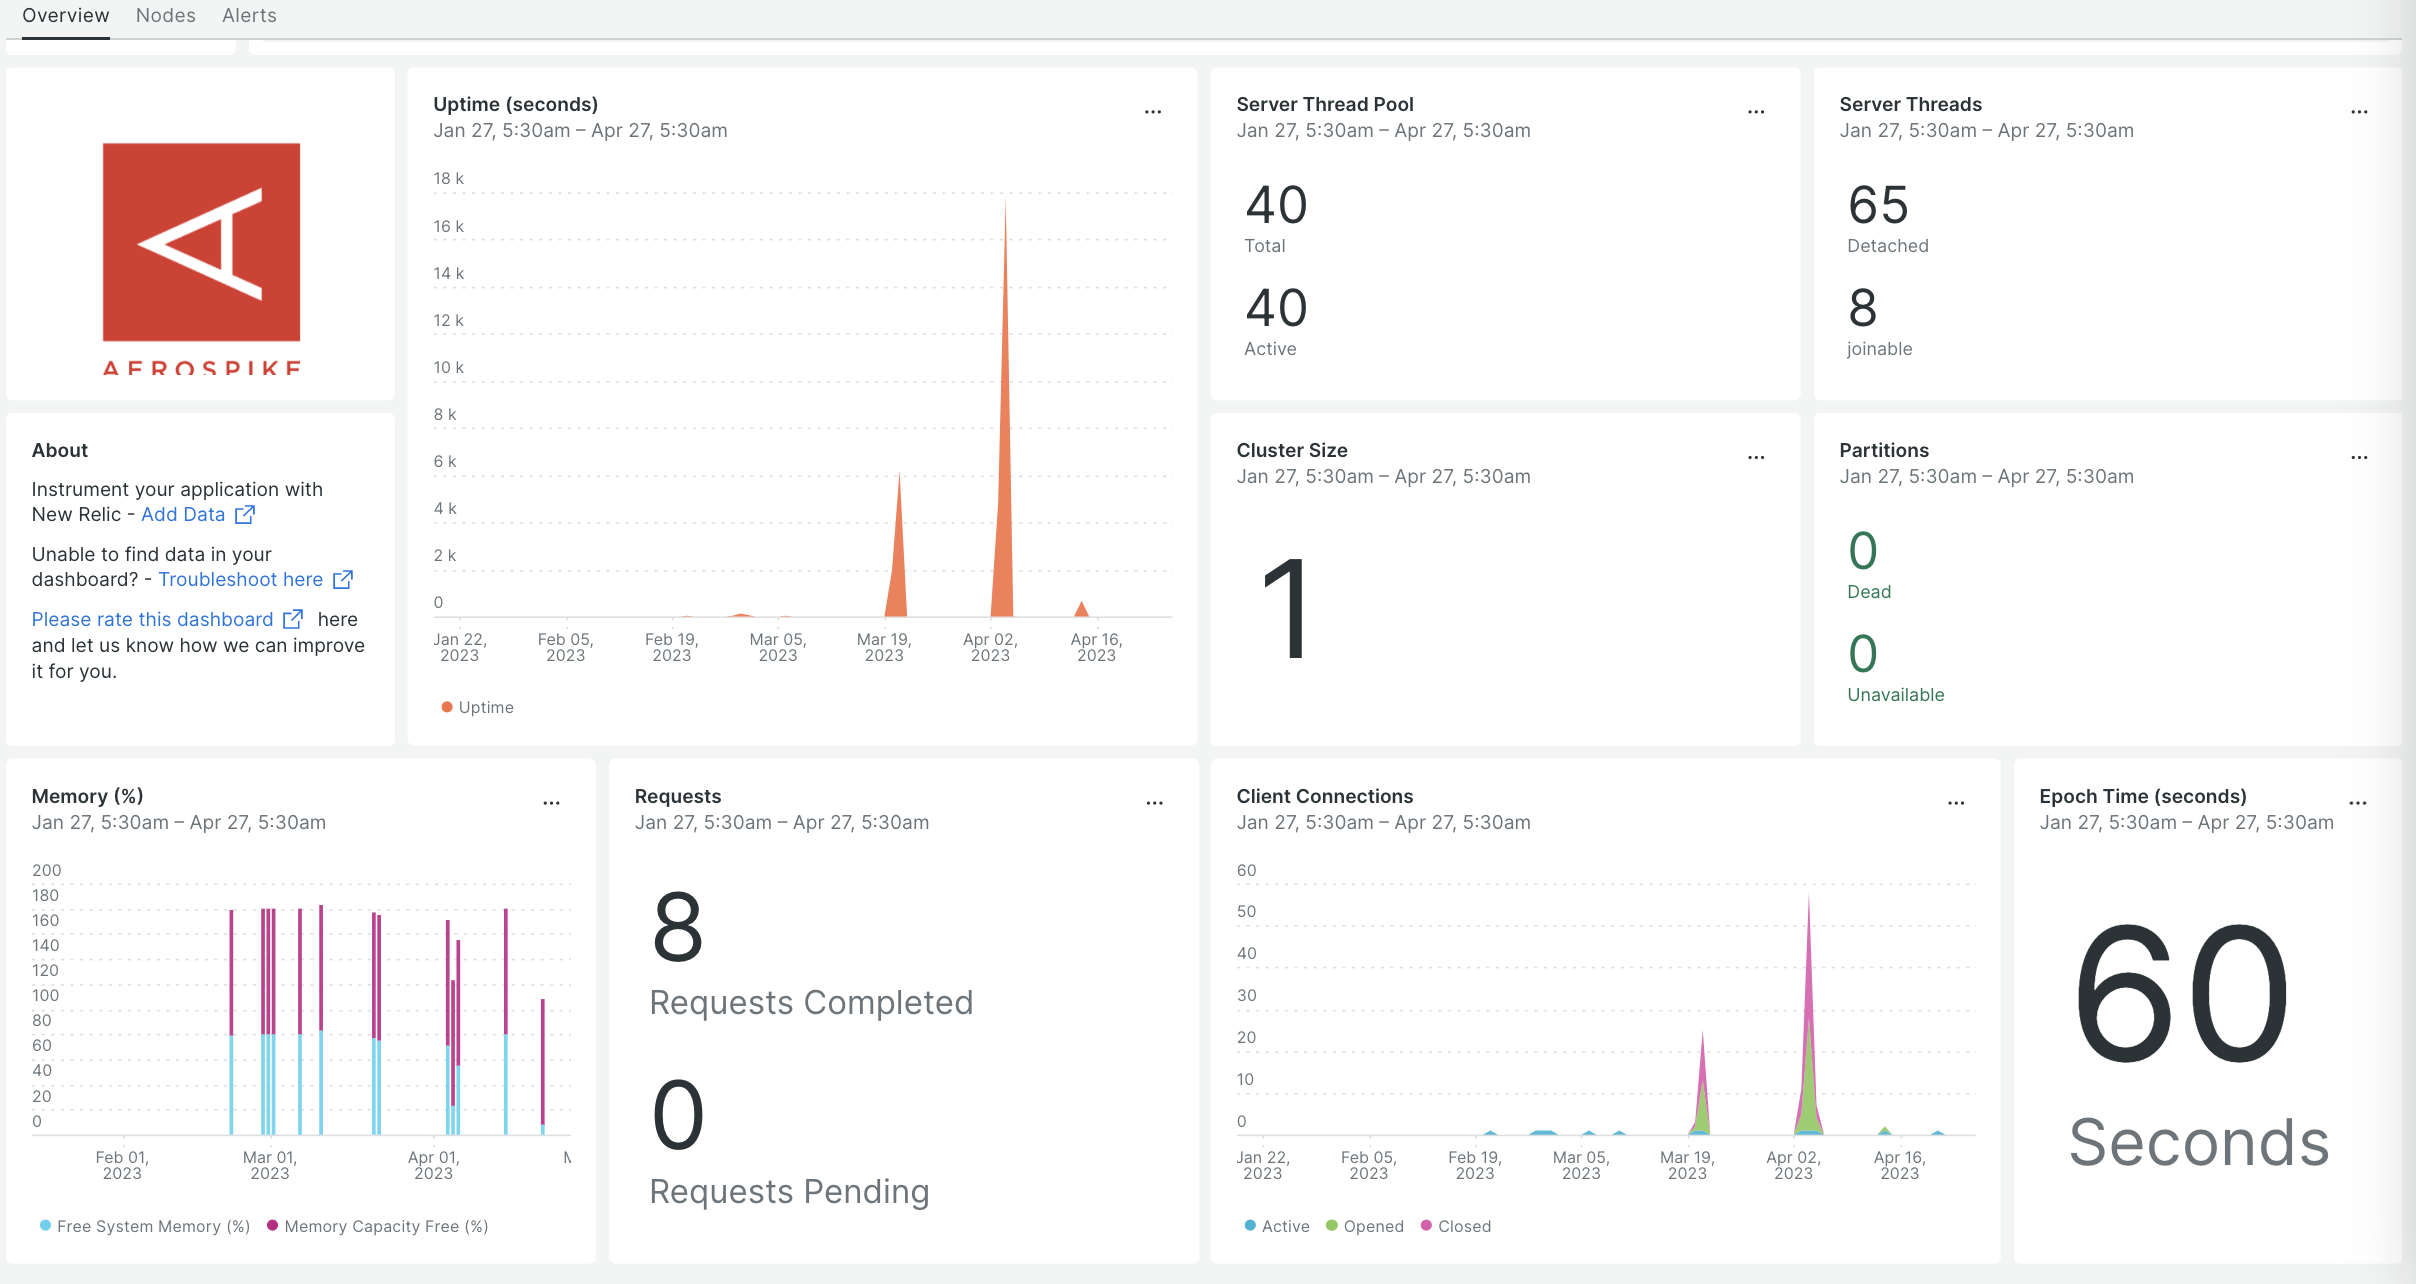 Overview Nodes Alerts
AEROSPIKE
About
Instrument your application with
New Relic - Add Data
Unable to find data in your
dashboard? - Troubleshoot here
Please rate this dashboard here
and let us know how we can improve
it for you.
Uptime (seconds)
...
Jan 27, 5:30am – Apr 27, 5:30am
18 k
16 k
14 k
12 k
10 k
8 k
6 k
4 k
2 k
0
Jan 22, Feb 05, Feb 19, Mar 05, Mar 19, Apr 02, Apr 16,
2023 2023 2023 2023 2023 2023 2023
Uptime
Server Thread Pool
...
Jan 27, 5:30am – Apr 27, 5:30am
40
Total
40
Active
Server Threads
...
Jan 27, 5:30am – Apr 27, 5:30am
65
Detached
8
joinable
Cluster Size
...
Jan 27, 5:30am – Apr 27, 5:30am
1
Partitions
...
Jan 27, 5:30am – Apr 27, 5:30am
0
Dead
0
Unavailable
Memory (%)
...
Jan 27, 5:30am – Apr 27, 5:30am
200
180
160
140
120
100
80
60
40
20
0
Feb 01, Mar 01, Apr 01,
2023 2023 2023
Free System Memory (%) Memory Capacity Free (%)
Requests
...
Jan 27, 5:30am – Apr 27, 5:30am
8
Requests Completed
0
Requests Pending
Client Connections
...
Jan 27, 5:30am – Apr 27, 5:30am
60
50
40
30
20
10
0
Jan 22, Feb 05, Feb 19, Mar 05, Mar 19, Apr 02, Apr 16,
2023 2023 2023 2023 2023 2023 2023
Active Opened Closed
Epoch Time (seconds)
...
Jan 27, 5:30am – Apr 27, 5:30am
60
Seconds